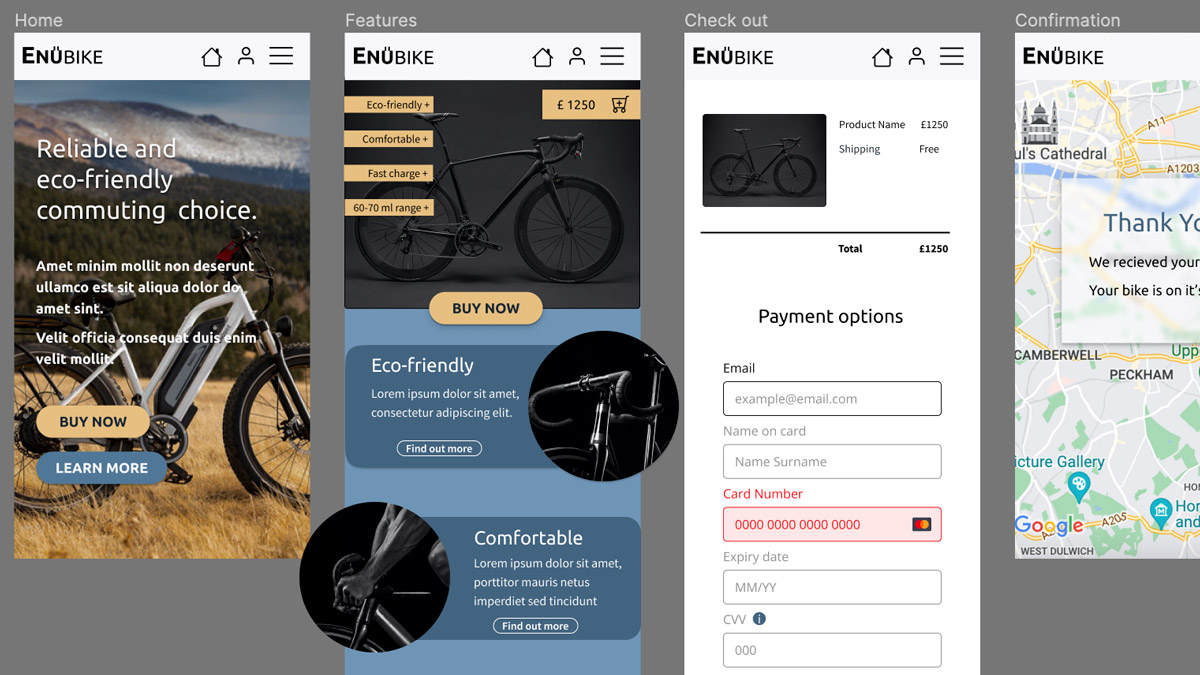 Home
ENÜBIKE
Reliable and
eco-friendly
commuting choice.
Amet minim mollit non deserunt
ullamco est sit aliqua dolor do
amet sint.
Velit officia consequat duis enim
velit mollit.
BUY NOW
LEARN MORE
Features
ENÜBIKE
Eco-friendly +
£ 1250
Comfortable +
Fast charge +
60-70 ml range +
BUY NOW
Eco-friendly
Lorem ipsum dolor sit amet,
consectetur adipiscing elit.
Find out more
Comfortable
Lorem ipsum dolor sit amet,
porttitor mauris netus
imperdiet sed tincidunt
Find out more
Check out
ENÜBIKE
Product Name £1250
Shipping Free
Total £1250
Payment options
Email
example@email.com
Name on card
Name Surname
Card Number
0000 0000 0000 0000
Expiry date
MM/YY
CVV i
000
Confirmation
ENÜBIKE
A11
ul's Cathedral
A1203
Thank Yo
We recieved your
Your bike is on it's
CAMBERWELL
Upp
PECKHAM
icture Gallery
HO
Hor
and
Google
A205
WEST DULWICH